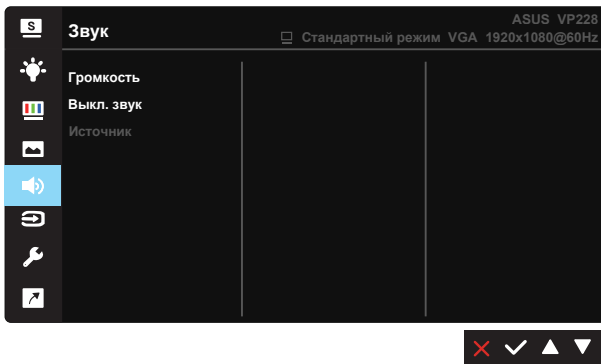 S
Звук
ASUS VP228
Стандартный режим VGA 1920x1080@60Hz
Громкость
Выкл. звук
Источник